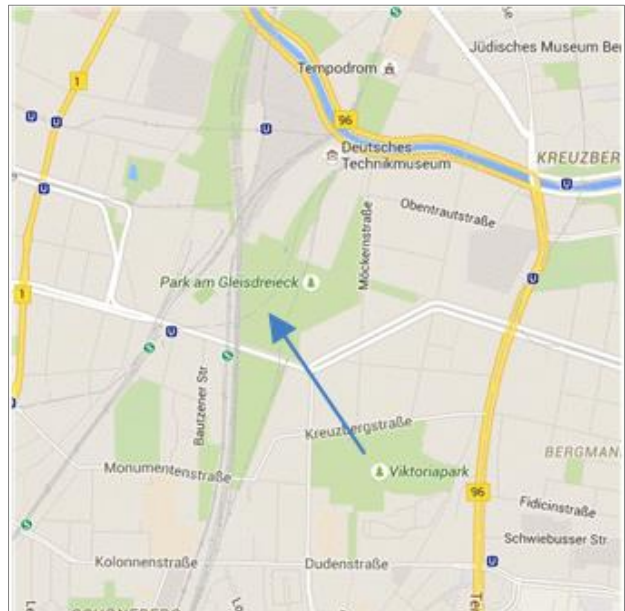 Jüdisches Museum Be
Tempodrom
1
96
Deutsches
Technikmuseum
KREUZBER
U
U
U
U
U
Obentrautstraße
Möckernstraße
Park am Gleisdreieck
U
1
U
S
S
Bautzener Str
Kreuzbergstraße
BERGMAN
Monumentenstraße
Viktoriapark
96
Fidicinstraße
S
Schwiebusser Str
Kolonnenstraße
Dudenstraße
U
Te